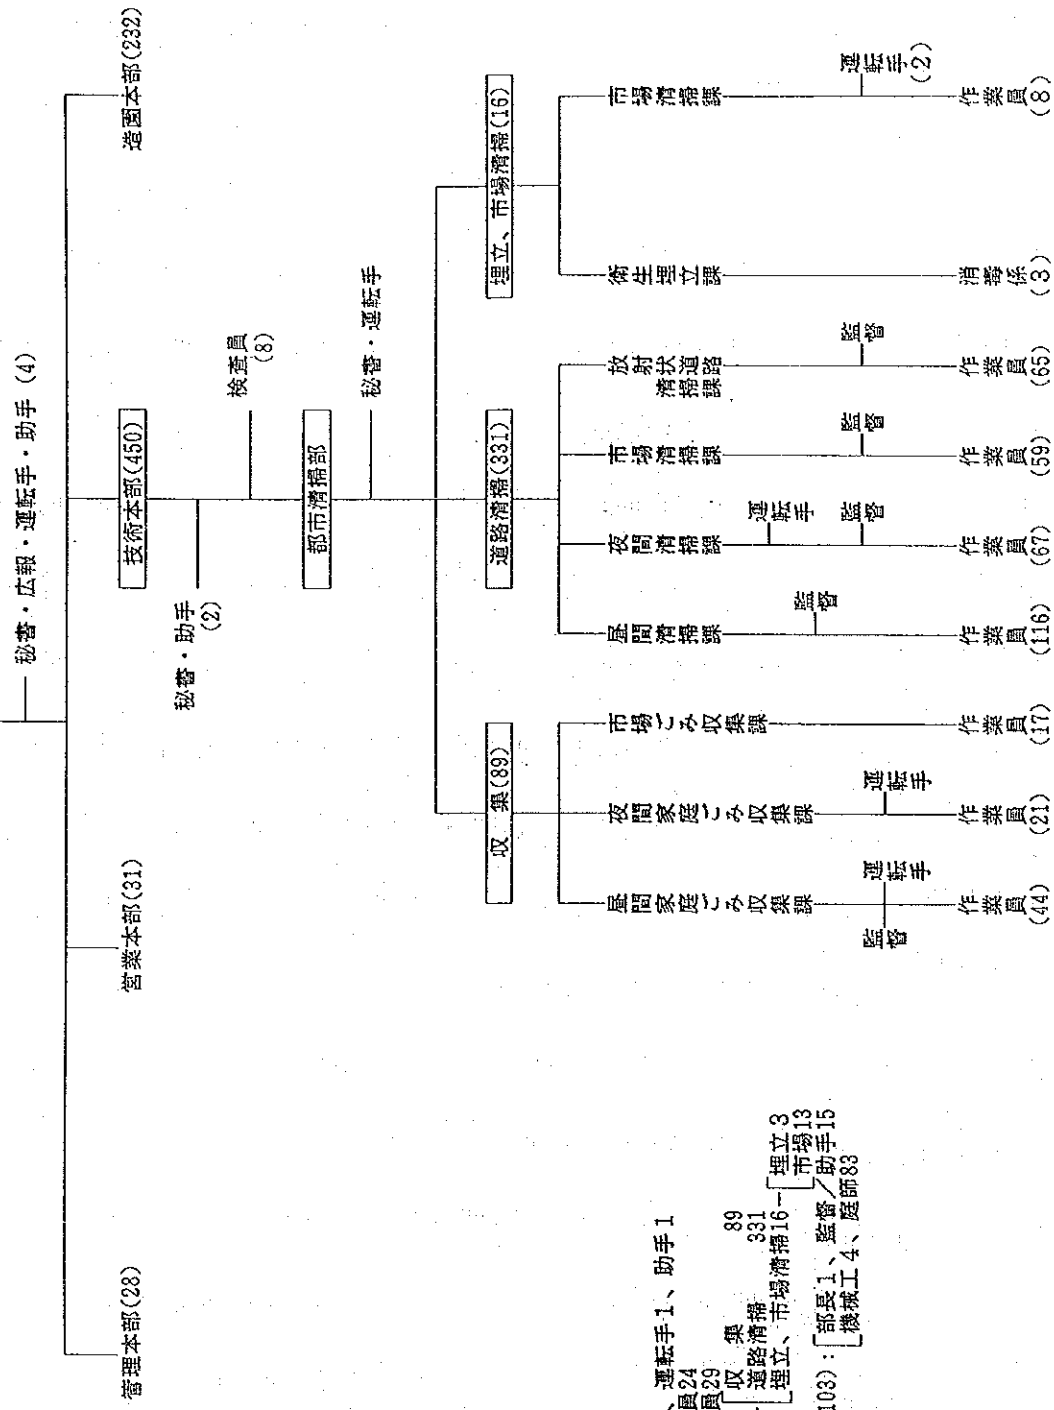 秘書・広報・運転手・助手 (4)
管理本部(28)
営業本部(31)
技術本部(450)
造園本部(232)
秘書・助手
(2)
検査員
(8)
都市清掃部
秘書・運転手
収 集(89)
道路清掃(331)
埋立、市場清掃(16)
昼間家庭ごみ収集課
夜間家庭ごみ収集課
市場ごみ収集課
昼間清掃課
夜間清掃課
市場清掃課
放射状道路
清掃課
衛生埋立課
市場清掃課
監督
運転手
運転手
監督
運転手
監督
監督
監督
運転手
(2)
作業員
(44)
作業員
(21)
作業員
(17)
作業員
(116)
作業員
(67)
作業員
(59)
作業員
(65)
消毒係
(3)
作業員
(8)
運転手1、助手1
員24
員29
収 集 89
道路清掃 331
埋立、市場清掃16
埋立3
市場13
103) : 部長1、監督/助手15
機械工4、庭師83